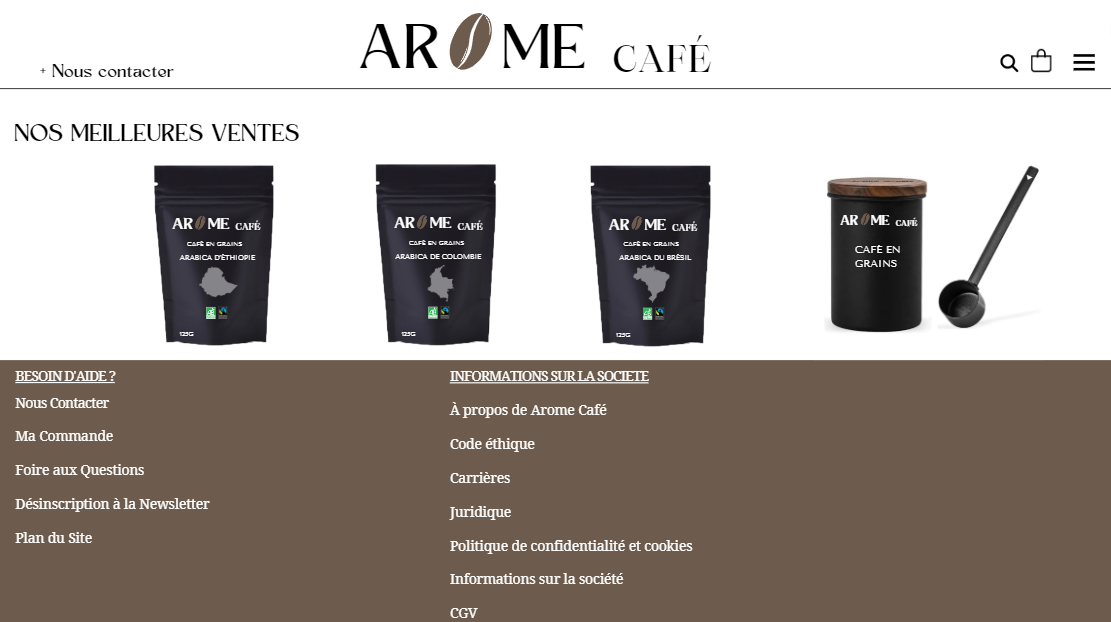 AROME CAFÉ
+ Nous contacter
NOS MEILLEURES VENTES
AROME CAFÉ
CAFÉ EN GRAINS
ARABICA D'ÉTHIOPIE
125G
AROME CAFÉ
CAFÉ EN GRAINS
ARABICA DE COLOMBIE
125G
AROME CAFÉ
CAFÉ EN GRAINS
ARABICA DU BRÉSIL
125G
AROME CAFÉ
CAFÉ EN
GRAINS
BESOIN D'AIDE ?
Nous Contacter
Ma Commande
Foire aux Questions
Désinscription à la Newsletter
Plan du Site
INFORMATIONS SUR LA SOCIETE
À propos de Arome Café
Code éthique
Carrières
Juridique
Politique de confidentialité et cookies
Informations sur la société
CGV